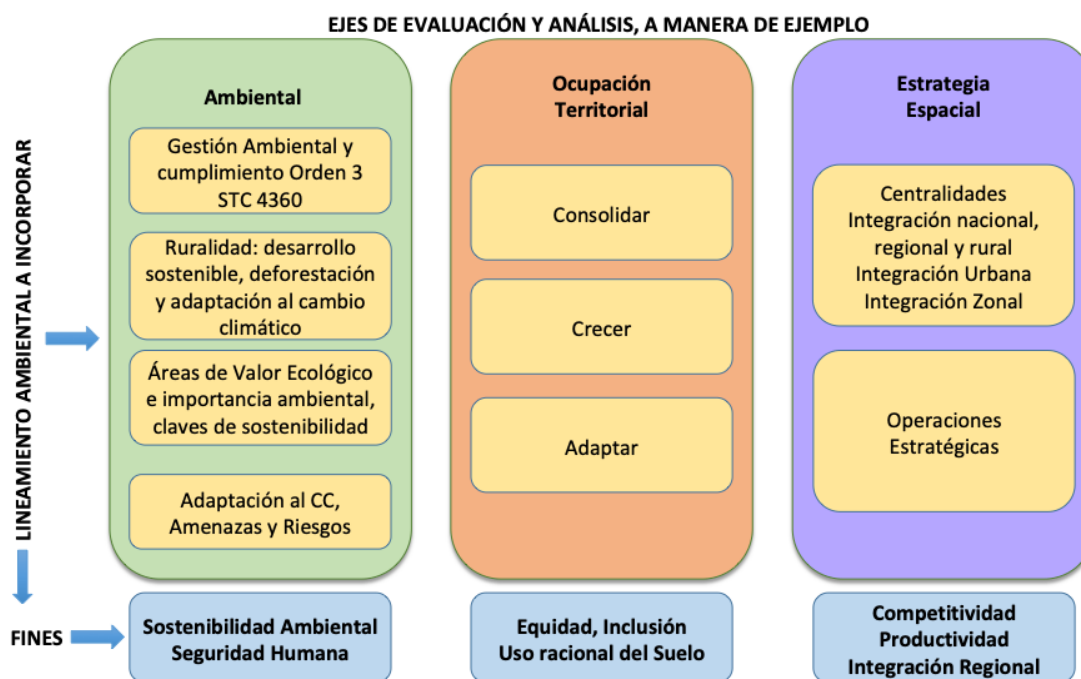 EJES DE EVALUACIÓN Y ANÁLISIS, A MANERA DE EJEMPLO
LINEAMIENTO AMBIENTAL A INCORPORAR
Ambiental
Gestión Ambiental y
cumplimiento Orden 3
STC 4360
Ruralidad: desarrollo
sostenible, deforestación
y adaptación al cambio
climático
Áreas de Valor Ecológico
e importancia ambiental,
claves de sostenibilidad
Adaptación al CC,
Amenazas y Riesgos
Ocupación
Territorial
Consolidar
Crecer
Adaptar
Estrategia
Espacial
Centralidades
Integración nacional,
regional y rural
Integración Urbana
Integración Zonal
Operaciones
Estratégicas
FINES
Sostenibilidad Ambiental
Seguridad Humana
Equidad, Inclusión
Uso racional del Suelo
Competitividad
Productividad
Integración Regional